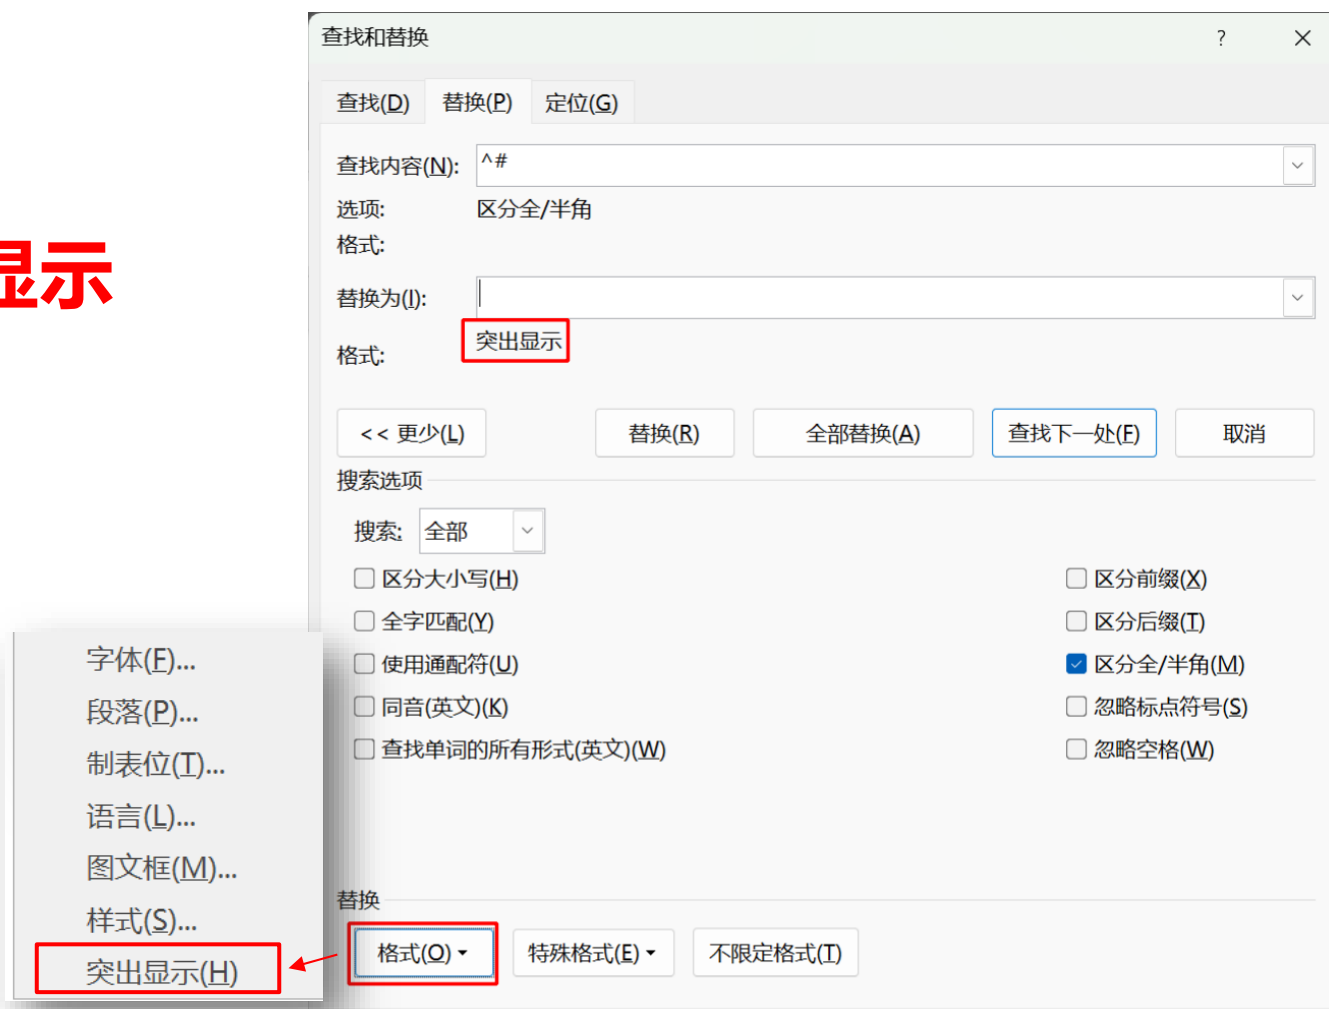 查找和替换
?
查找(D) 替换(P) 定位(G)
查找内容(N): ^#
选项: 区分全/半角
格式:
显示
替换为(I):
突出显示
格式:
<< 更少(L) 替换(R) 全部替换(A) 查找下一处(F) 取消
搜索选项
搜索: 全部
区分大小写(H) 区分前缀(X)
全字匹配(Y) 区分后缀(T)
使用通配符(U) 区分全/半角(M)
同音(英文)(K) 忽略标点符号(S)
查找单词的所有形式(英文)(W) 忽略空格(W)
字体(F)...
段落(P)...
制表位(T)...
语言(L)...
图文框(M)...
样式(S)...
突出显示(H)
替换
格式(O) 特殊格式(E) 不限定格式(T)